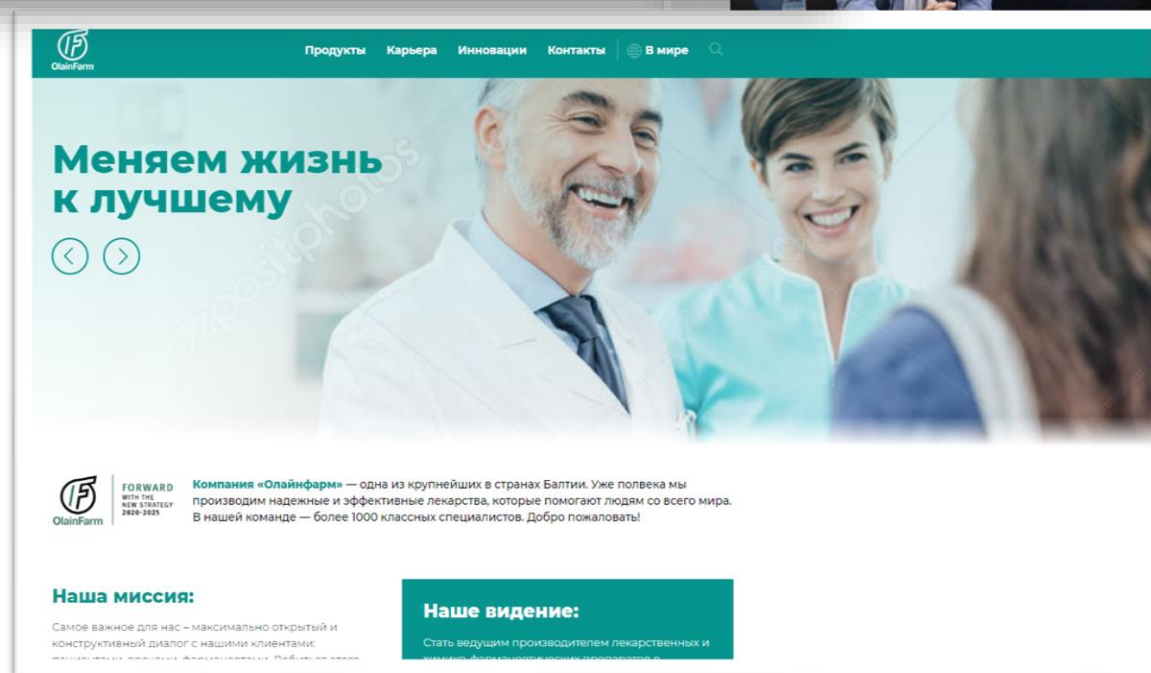 OlainFarm
Продукты Карьера Инновации Контакты В мире
Меняем жизнь
к лучшему
depositphotos
OlainFarm
FORWARD
WITH THE
NEW STRATEGY
2020-2025
Компания «Олайнфарм» — одна из крупнейших в странах Балтии. Уже полвека мы
производим надежные и эффективные лекарства, которые помогают людям со всего мира.
В нашей команде — более 1000 классных специалистов. Добро пожаловать!
Наша миссия:
Самое важное для нас – максимально открытый и
конструктивный диалог с нашими клиентами:
Наше видение:
Стать ведущим производителем лекарственных и